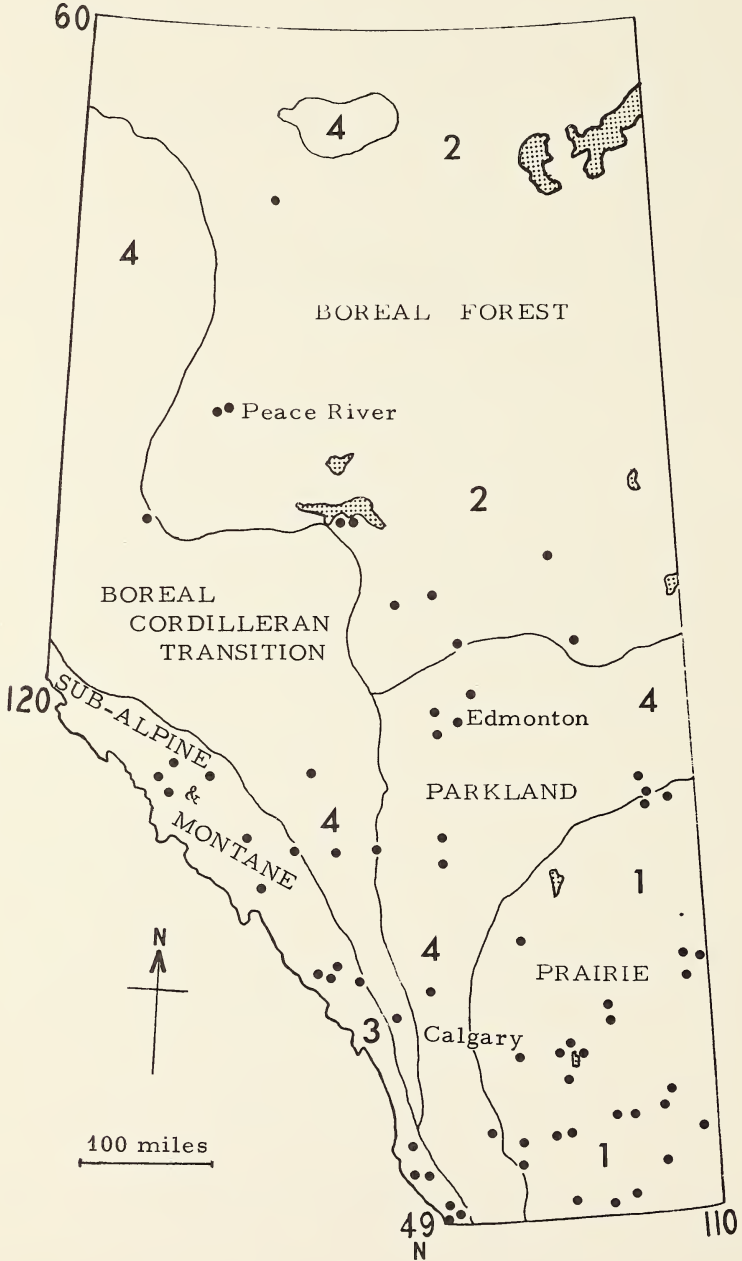 60
4
2
4
BOREAL FOREST
Peace River
2
BOREAL
CORDILLERAN
TRANSITION
120
SUB-ALPINE
&
MONTANE
4
Edmonton
PARKLAND
4
1
N
4
PRAIRIE
3
Calgary
100 miles
1
49
N
110